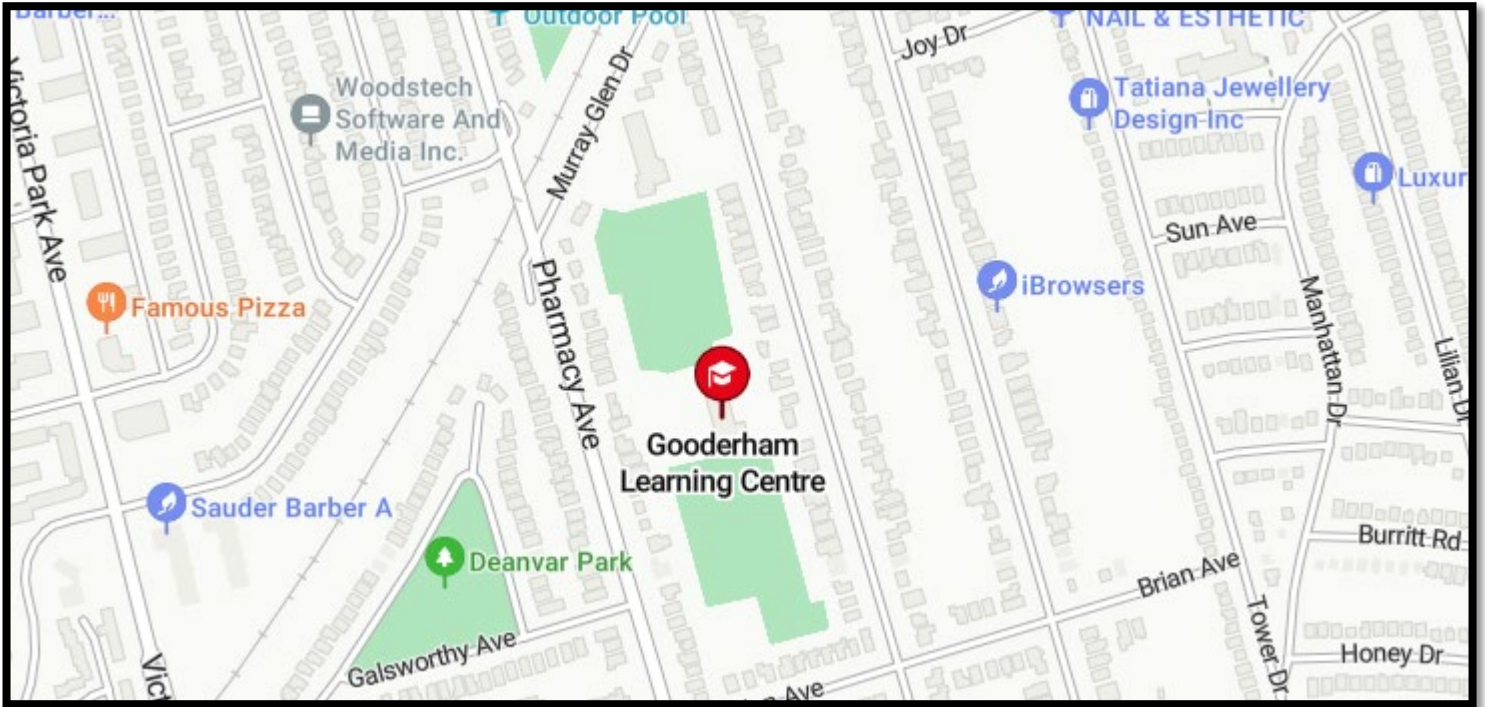 Barber...
Outdoor Pool
NAIL & ESTHETIC
Joy Dr
Murray Glen Dr
Victoria Park Ave
Woodstech
Software And
Media Inc.
Tatiana Jewellery
Design Inc
Luxur
Sun Ave
Famous Pizza
Pharmacy Ave
iBrowsers
Manhattan Dr
Lilian Dr
Gooderham
Learning Centre
Sauder Barber A
Deanvar Park
Burritt Rd
Brian Ave
Galsworthy Ave
Tower Dr
Honey Dr
Vict
Ave